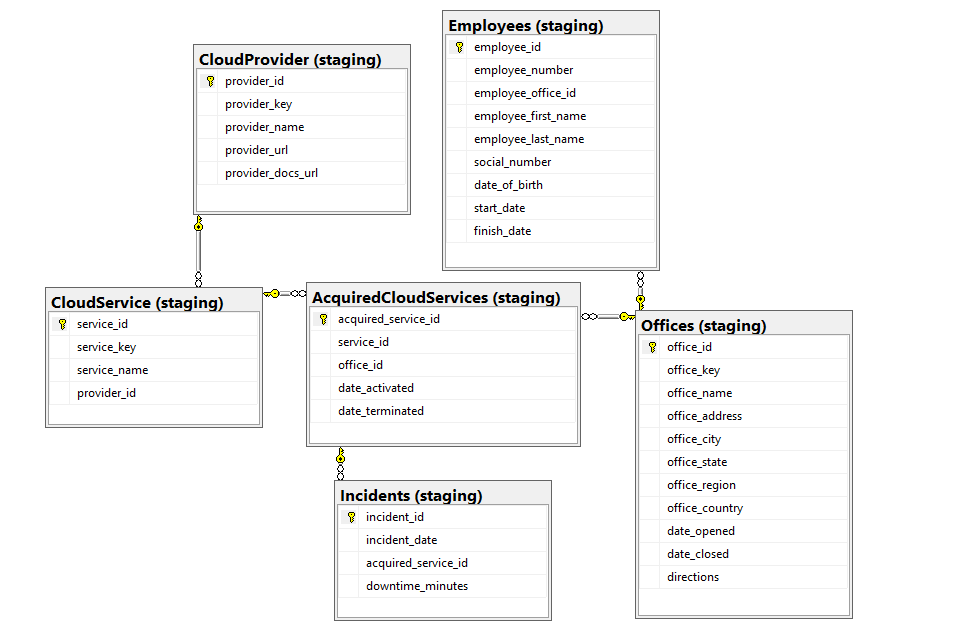 Employees (staging)
employee_id
employee_number
employee_office_id
employee_first_name
employee_last_name
social_number
date_of_birth
start_date
finish_date
CloudProvider (staging)
provider_id
provider_key
provider_name
provider_url
provider_docs_url
CloudService (staging)
service_id
service_key
service_name
provider_id
AcquiredCloudServices (staging)
acquired_service_id
service_id
office_id
date_activated
date_terminated
Offices (staging)
office_id
office_key
office_name
office_address
office_city
office_state
office_region
office_country
date_opened
date_closed
directions
Incidents (staging)
incident_id
incident_date
acquired_service_id
downtime_minutes